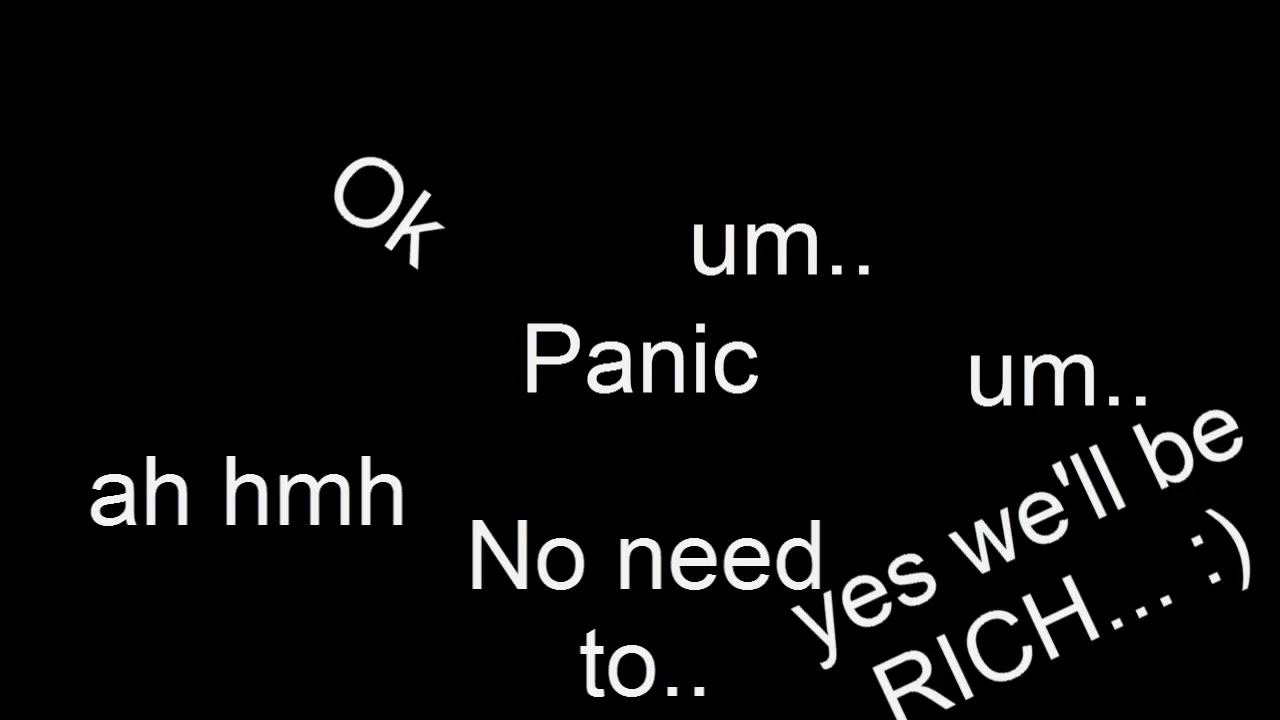 Ok
um..
Panic
um..
ah hmh
No need
to..
yes we'll be
RICH... :)